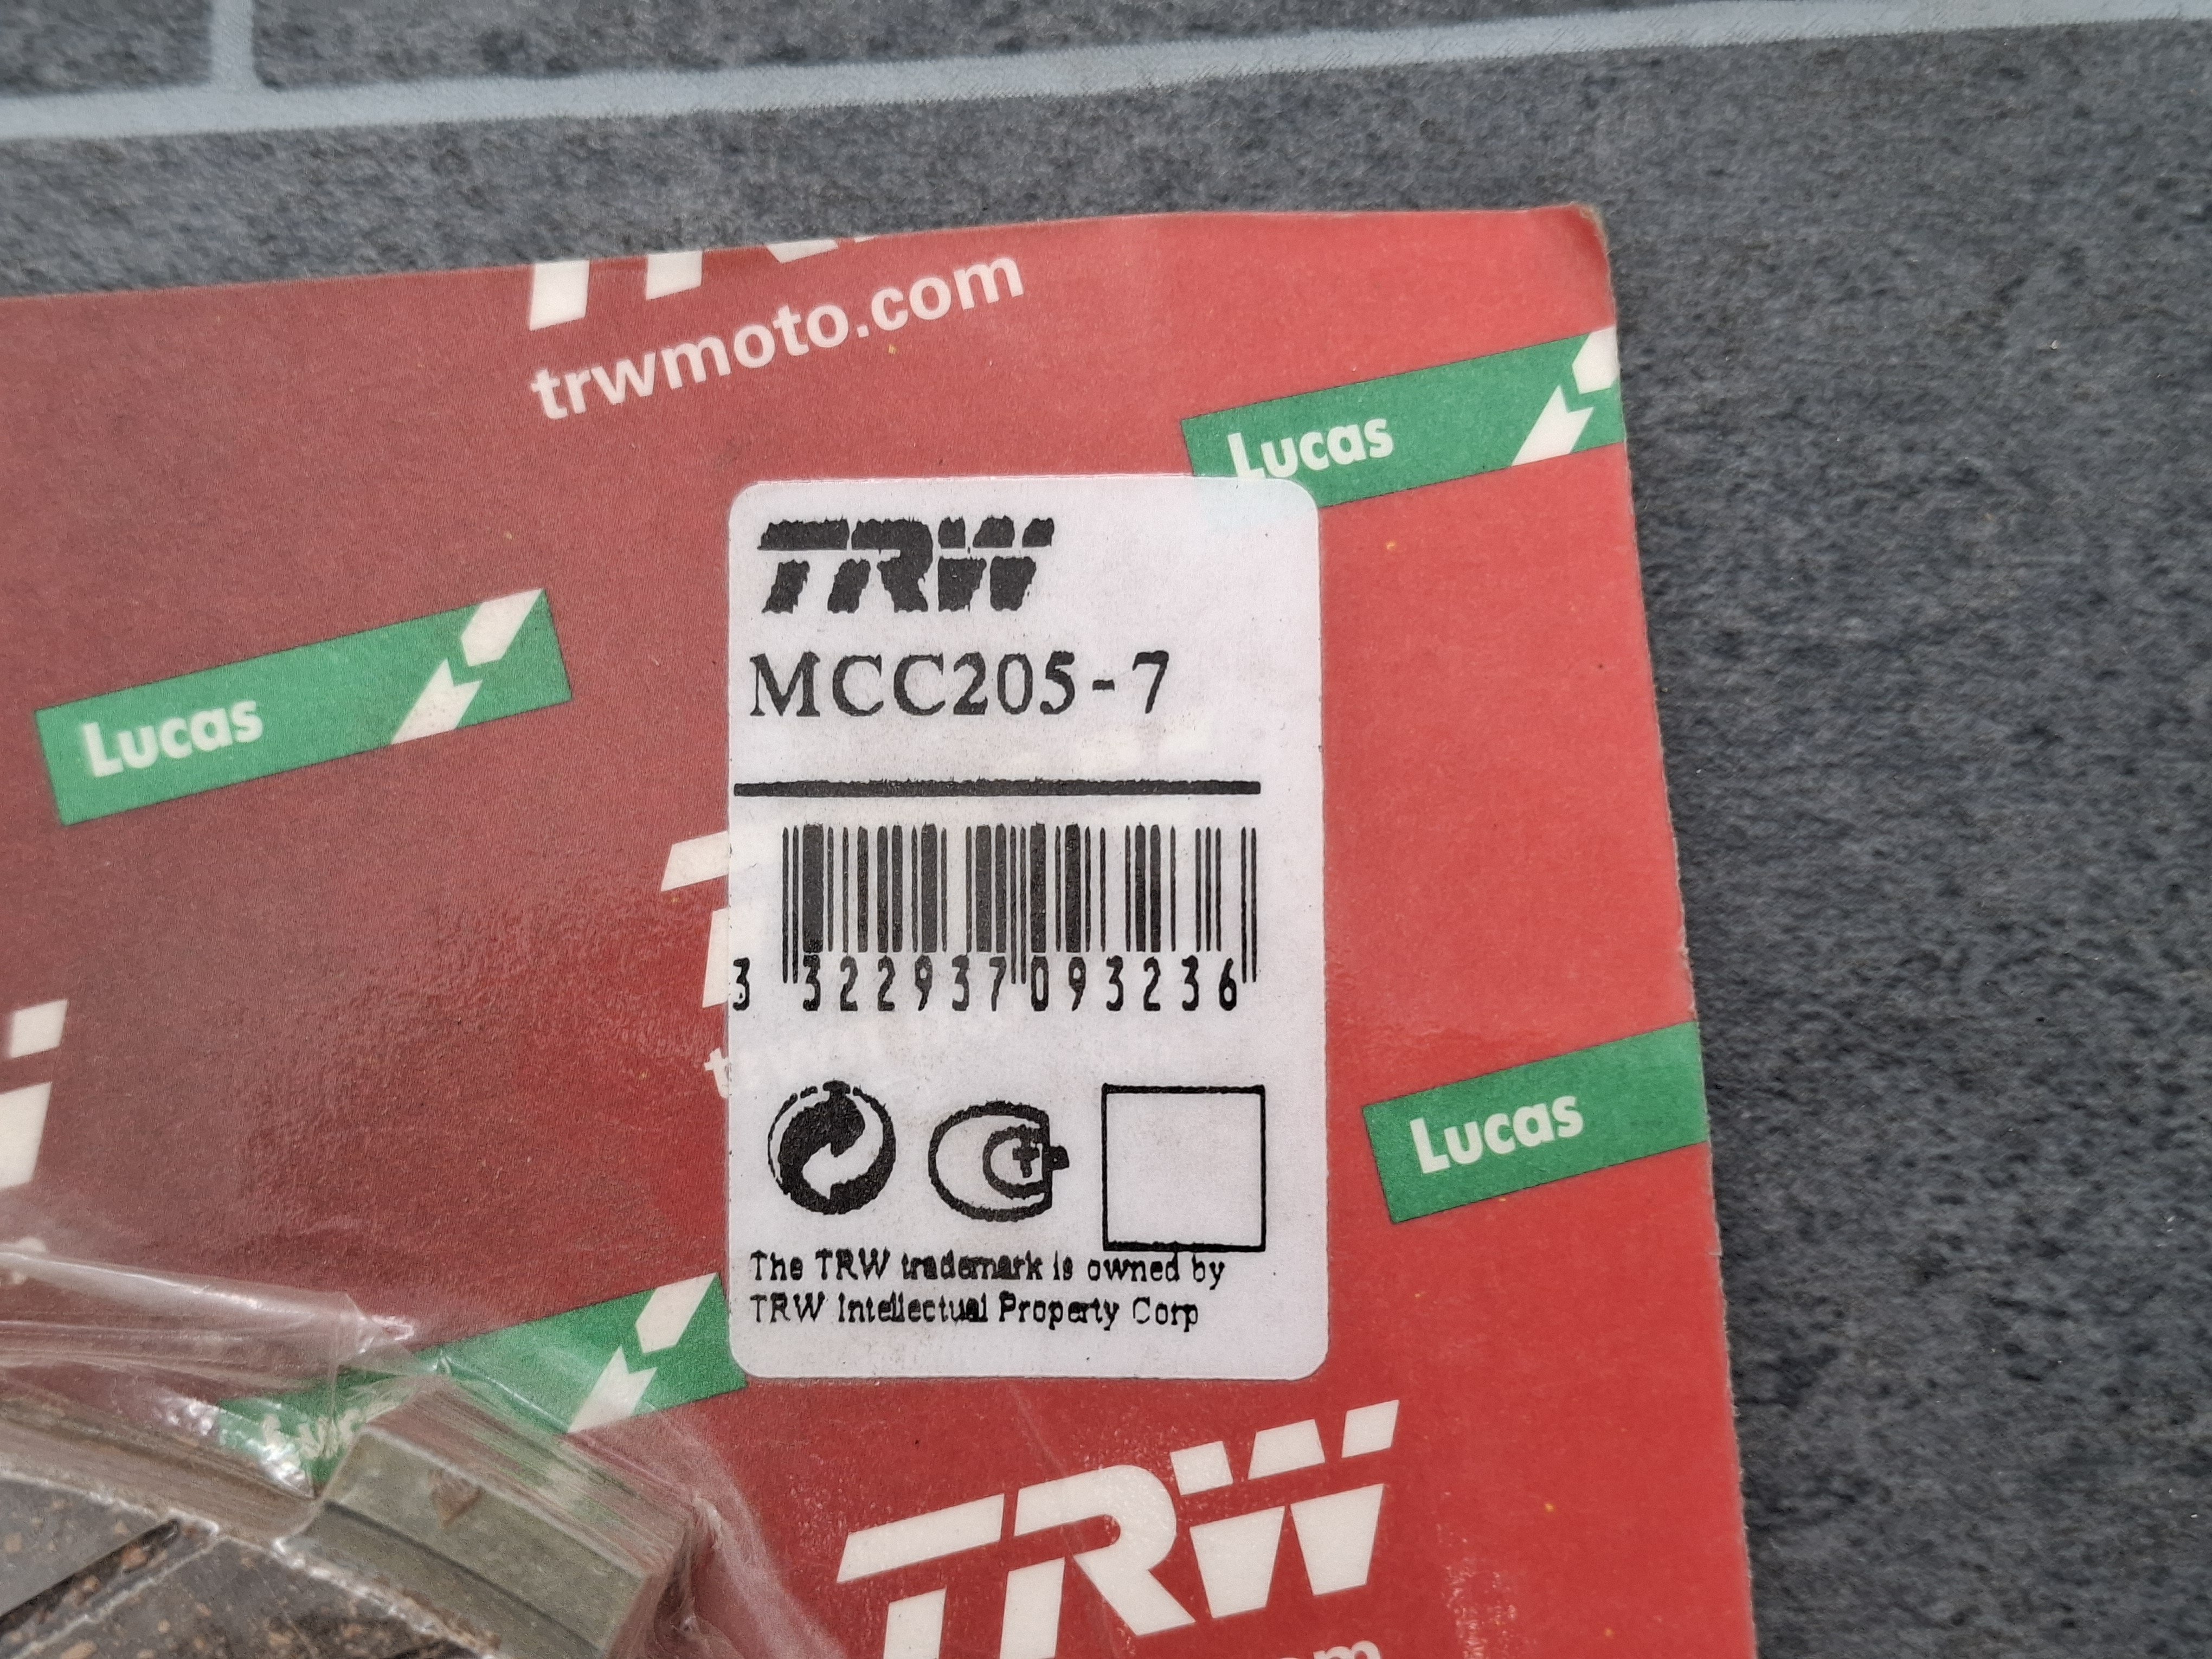 trwmoto.com
Lucas
Lucas
TRW
MCC205-7
3 322937 093236
The TRW trademark is owned by
TRW Intellectual Property Corp
Lucas
TRW